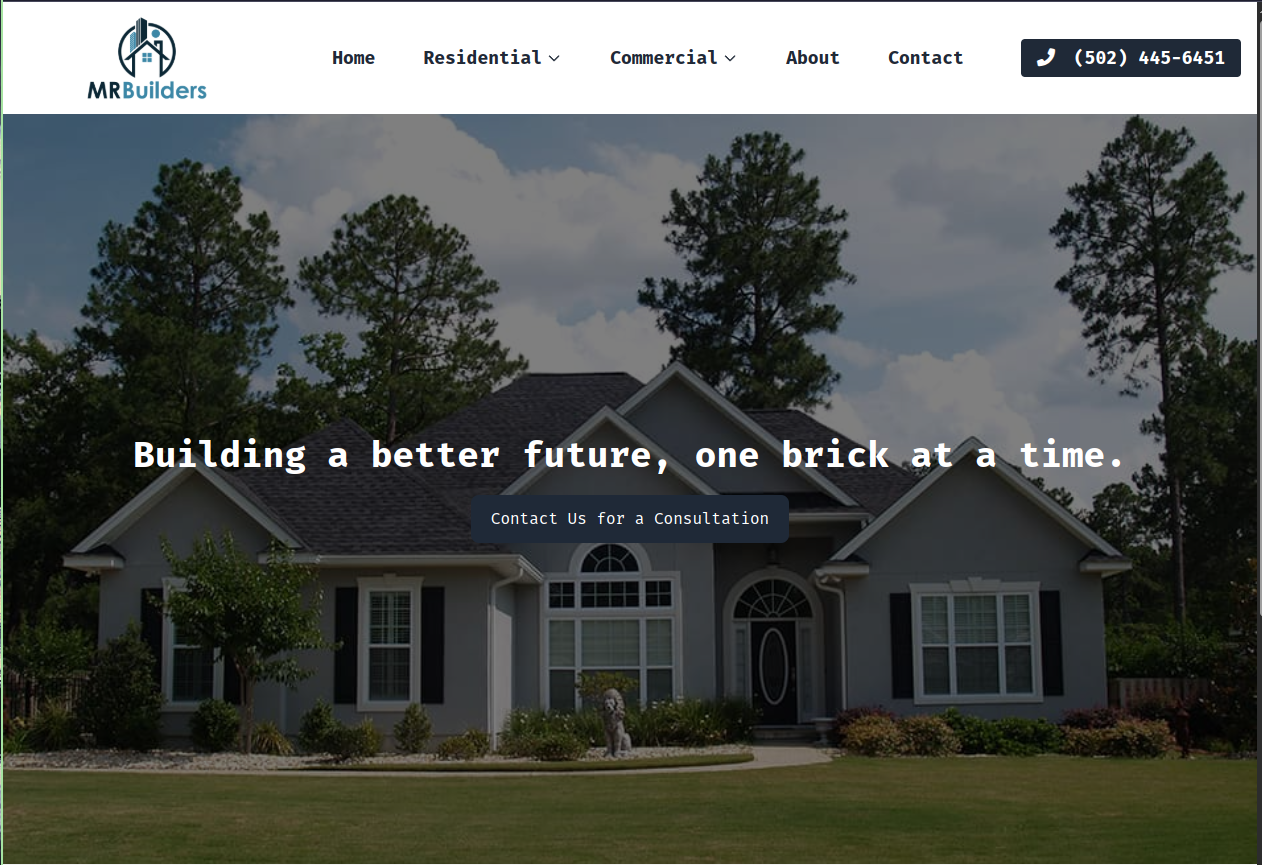 MRBuilders
Home
Residential
Commercial
About
Contact
(502) 445-6451
Building a better future, one brick at a time.
Contact Us for a Consultation